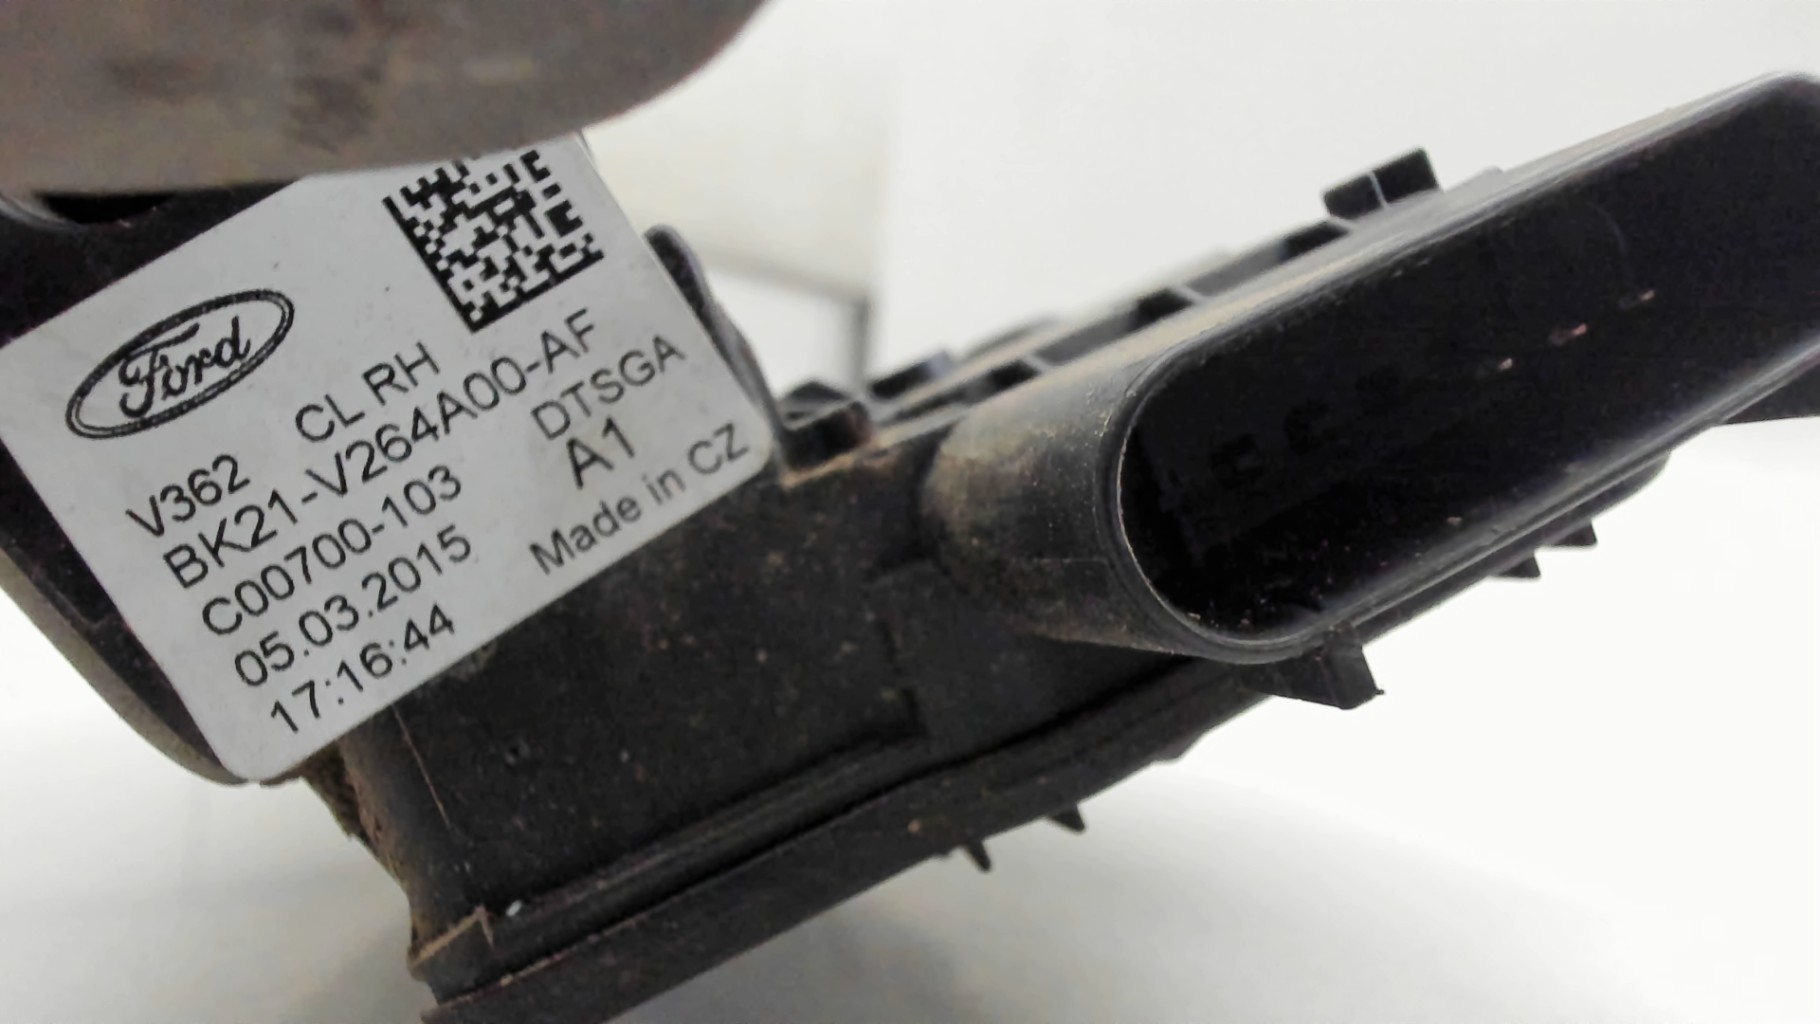 Ford
V362 CL RH
BK21-V264A00-AF
C00700-103 DTSGA
05.03.2015 A1
17:16:44 Made in CZ